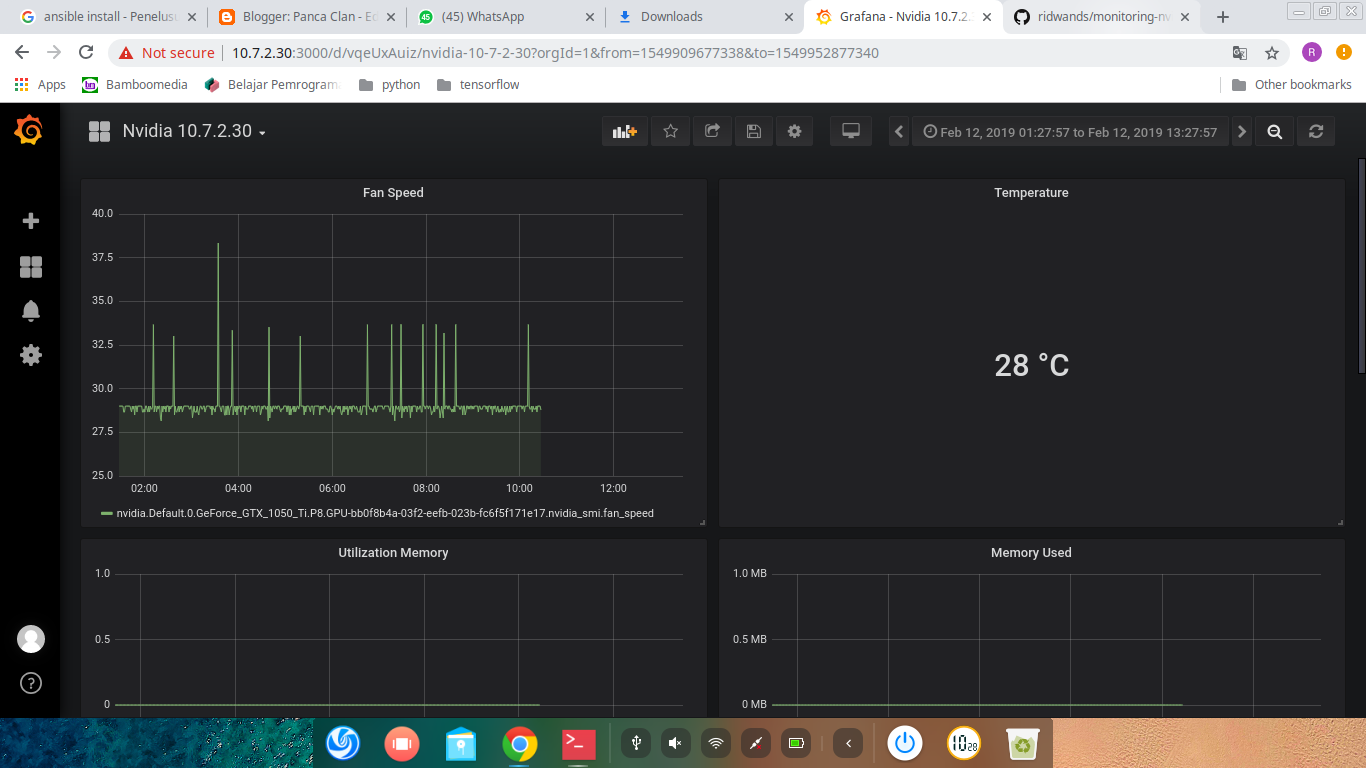 ansible install - Penelusu
Blogger: Panca Clan - Ed
(45) WhatsApp
Downloads
Grafana - Nvidia 10.7.2.
ridwands/monitoring-nv
Not secure
10.7.2.30:3000/d/vqeUxAuiz/nvidia-10-7-2-30?orgId=1&from=1549909677338&to=1549952877340
R
Apps
Bamboomedia
Belajar Pemrograma
python
tensorflow
Other bookmarks
Nvidia 10.7.2.30
Feb 12, 2019 01:27:57 to Feb 12, 2019 13:27:57
Fan Speed
40.0
37.5
35.0
32.5
30.0
27.5
25.0
02:00 04:00 06:00 08:00 10:00 12:00
nvidia.Default.0.GeForce_GTX_1050_Ti.P8.GPU-bb0f8b4a-03f2-eefb-023b-fc6f5f171e17.nvidia_smi.fan_speed
Temperature
28 °C
Utilization Memory
1.0
0.5
0
Memory Used
1.0 MB
0.5 MB
0 MB
10 28